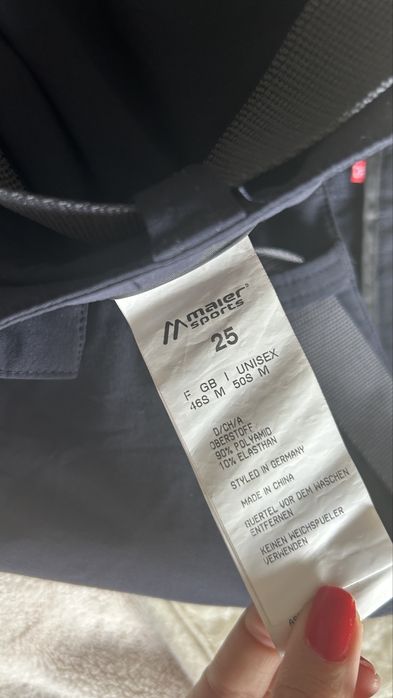 maier®
sports
25
F GB I UNISEX
46S M 50S M
D/CH/A
OBERSTOFF.
90% POLYAMID
10% ELASTHAN
STYLED IN GERMANY
MADE IN CHINA
GUERTEL VOR DEM WASCHEN
ENTFERNEN
KEINEN WEICHSPUELER
VERWENDEN